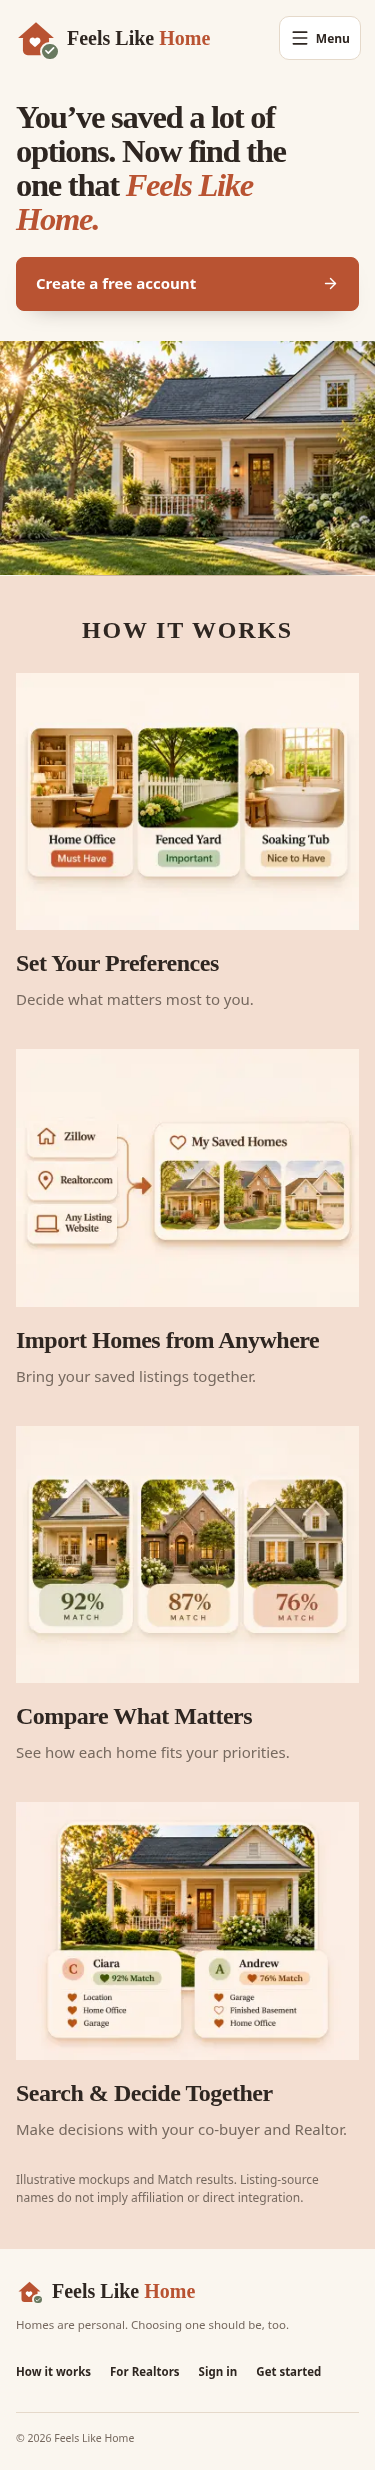 Feels Like Home
Menu
You’ve saved a lot of
options. Now find the
one that Feels Like
Home.
Create a free account
HOW IT WORKS
Home Office
Must Have
Fenced Yard
Important
Soaking Tub
Nice to Have
Set Your Preferences
Decide what matters most to you.
Zillow
Realtor.com
Any Listing
Website
My Saved Homes
Import Homes from Anywhere
Bring your saved listings together.
92%
MATCH
87%
MATCH
76%
MATCH
Compare What Matters
See how each home fits your priorities.
C
Ciara
92% Match
Location
Home Office
Garage
A
Andrew
76% Match
Garage
Finished Basement
Home Office
Search & Decide Together
Make decisions with your co-buyer and Realtor.
Illustrative mockups and Match results. Listing-source
names do not imply affiliation or direct integration.
Feels Like Home
Homes are personal. Choosing one should be, too.
How it works For Realtors Sign in Get started
© 2026 Feels Like Home